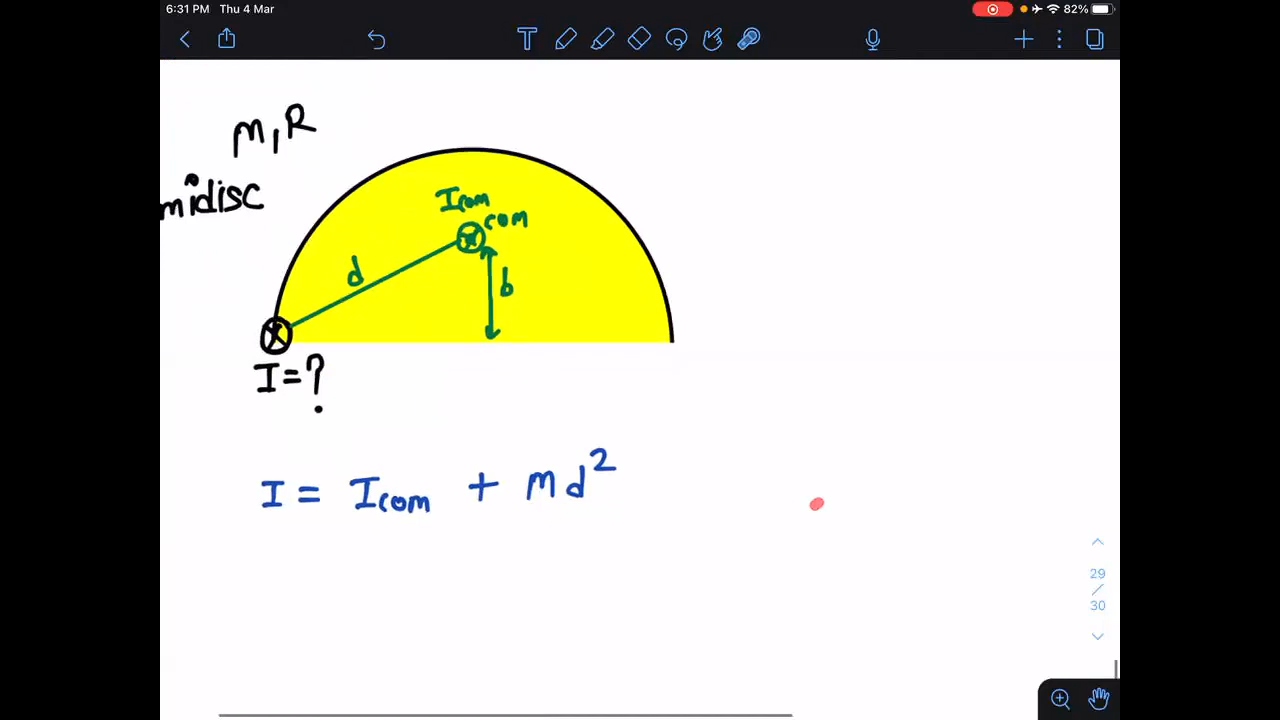 6:31 PM Thu 4 Mar
82%
T
M, R
midisc
Icom
com
d
b
I=?
I = Icom + Md²
29
30